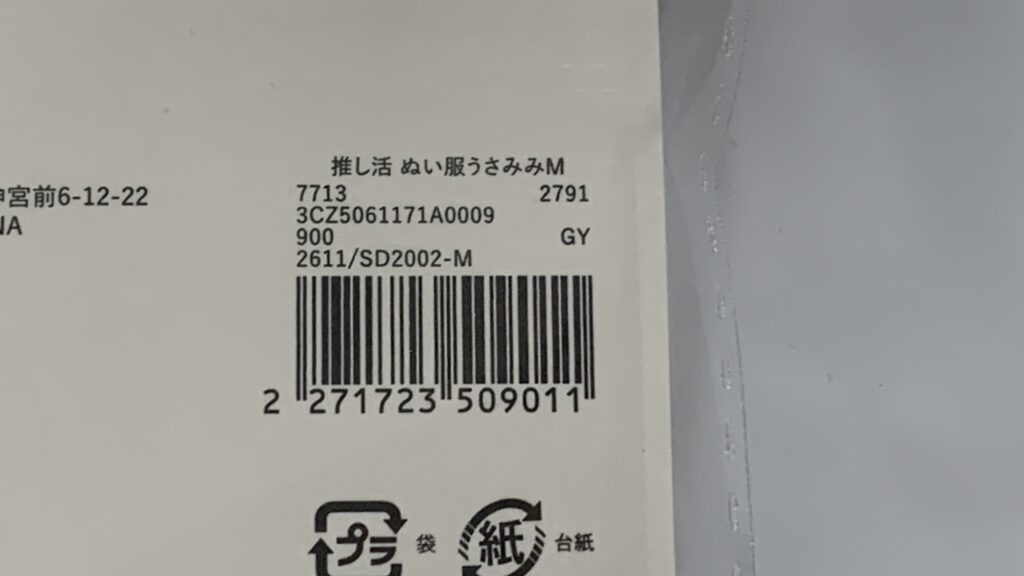 推し活 ぬい服うさみみM
7713 2791
3CZ5061171A0009
900 GY
2611/SD2002-M
2 271723 509011
神宮前6-12-22
NA
プラ 袋
紙 台紙